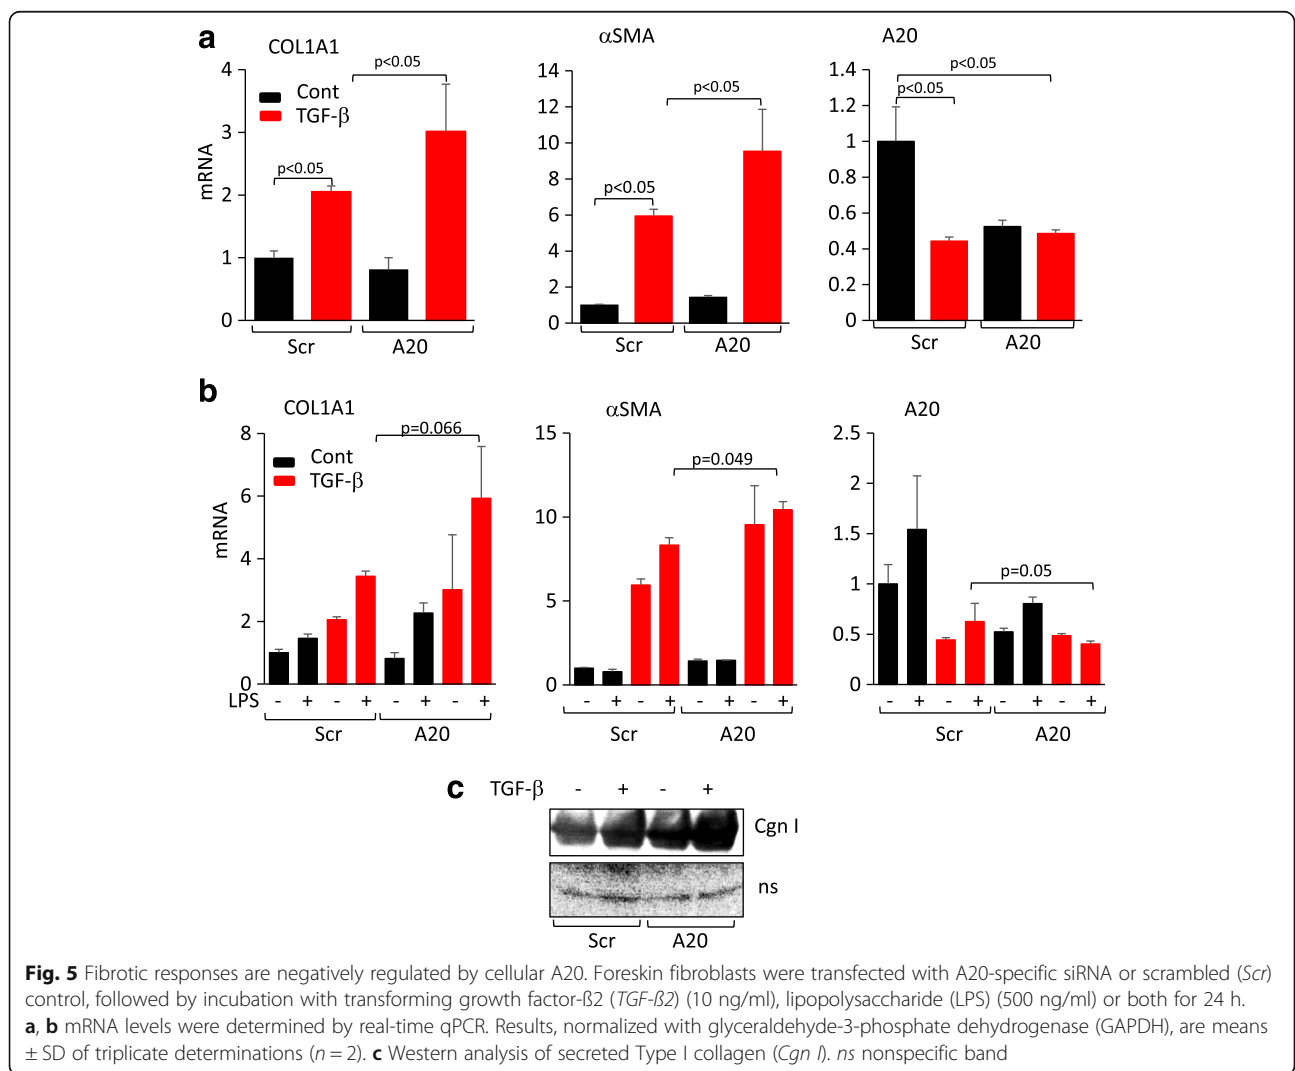 a
COL1A1
αSMA
A20
4
3
2
1
0
mRNA
Cont
TGF-β
p<0.05
p<0.05
Scr
A20
14
12
10
8
6
4
2
0
p<0.05
p<0.05
Scr
A20
1.4
1.2
1
0.8
0.6
0.4
0.2
0
p<0.05
p<0.05
Scr
A20
b
COL1A1
αSMA
A20
8
6
4
2
0
mRNA
Cont
TGF-β
p=0.066
LPS - + - + - + - +
Scr
A20
15
10
5
0
p=0.049
- + - + - + - +
Scr
A20
2.5
2
1.5
1
0.5
0
p=0.05
- + - + - + - +
Scr
A20
c
TGF-β - + - +
Cgn I
ns
Scr
A20
Fig. 5 Fibrotic responses are negatively regulated by cellular A20. Foreskin fibroblasts were transfected with A20-specific siRNA or scrambled (Scr)
control, followed by incubation with transforming growth factor-ß2 (TGF-ß2) (10 ng/ml), lipopolysaccharide (LPS) (500 ng/ml) or both for 24 h.
a, b mRNA levels were determined by real-time qPCR. Results, normalized with glyceraldehyde-3-phosphate dehydrogenase (GAPDH), are means
± SD of triplicate determinations (n = 2). c Western analysis of secreted Type I collagen (Cgn I). ns nonspecific band